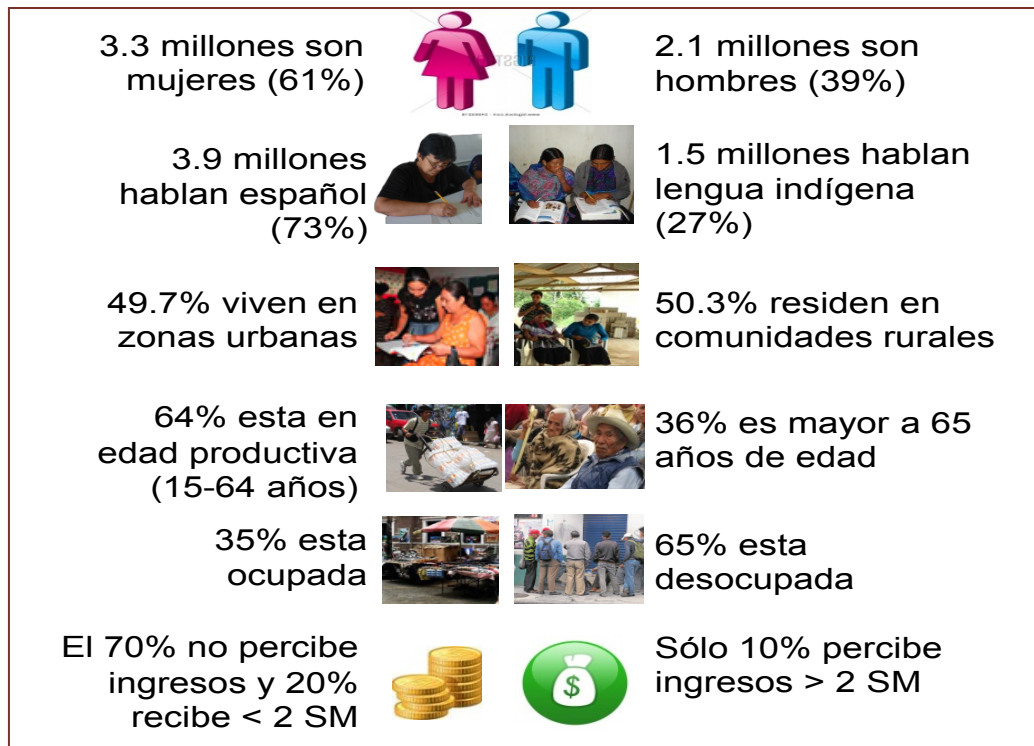 3.3 millones son
mujeres (61%)
2.1 millones son
hombres (39%)
3.9 millones
hablan español
(73%)
1.5 millones hablan
lengua indígena
(27%)
49.7% viven en
zonas urbanas
50.3% residen en
comunidades rurales
64% esta en
edad productiva
(15-64 años)
36% es mayor a 65
años de edad
35% esta
ocupada
65% esta
desocupada
El 70% no percibe
ingresos y 20%
recibe < 2 SM
$
Sólo 10% percibe
ingresos > 2 SM